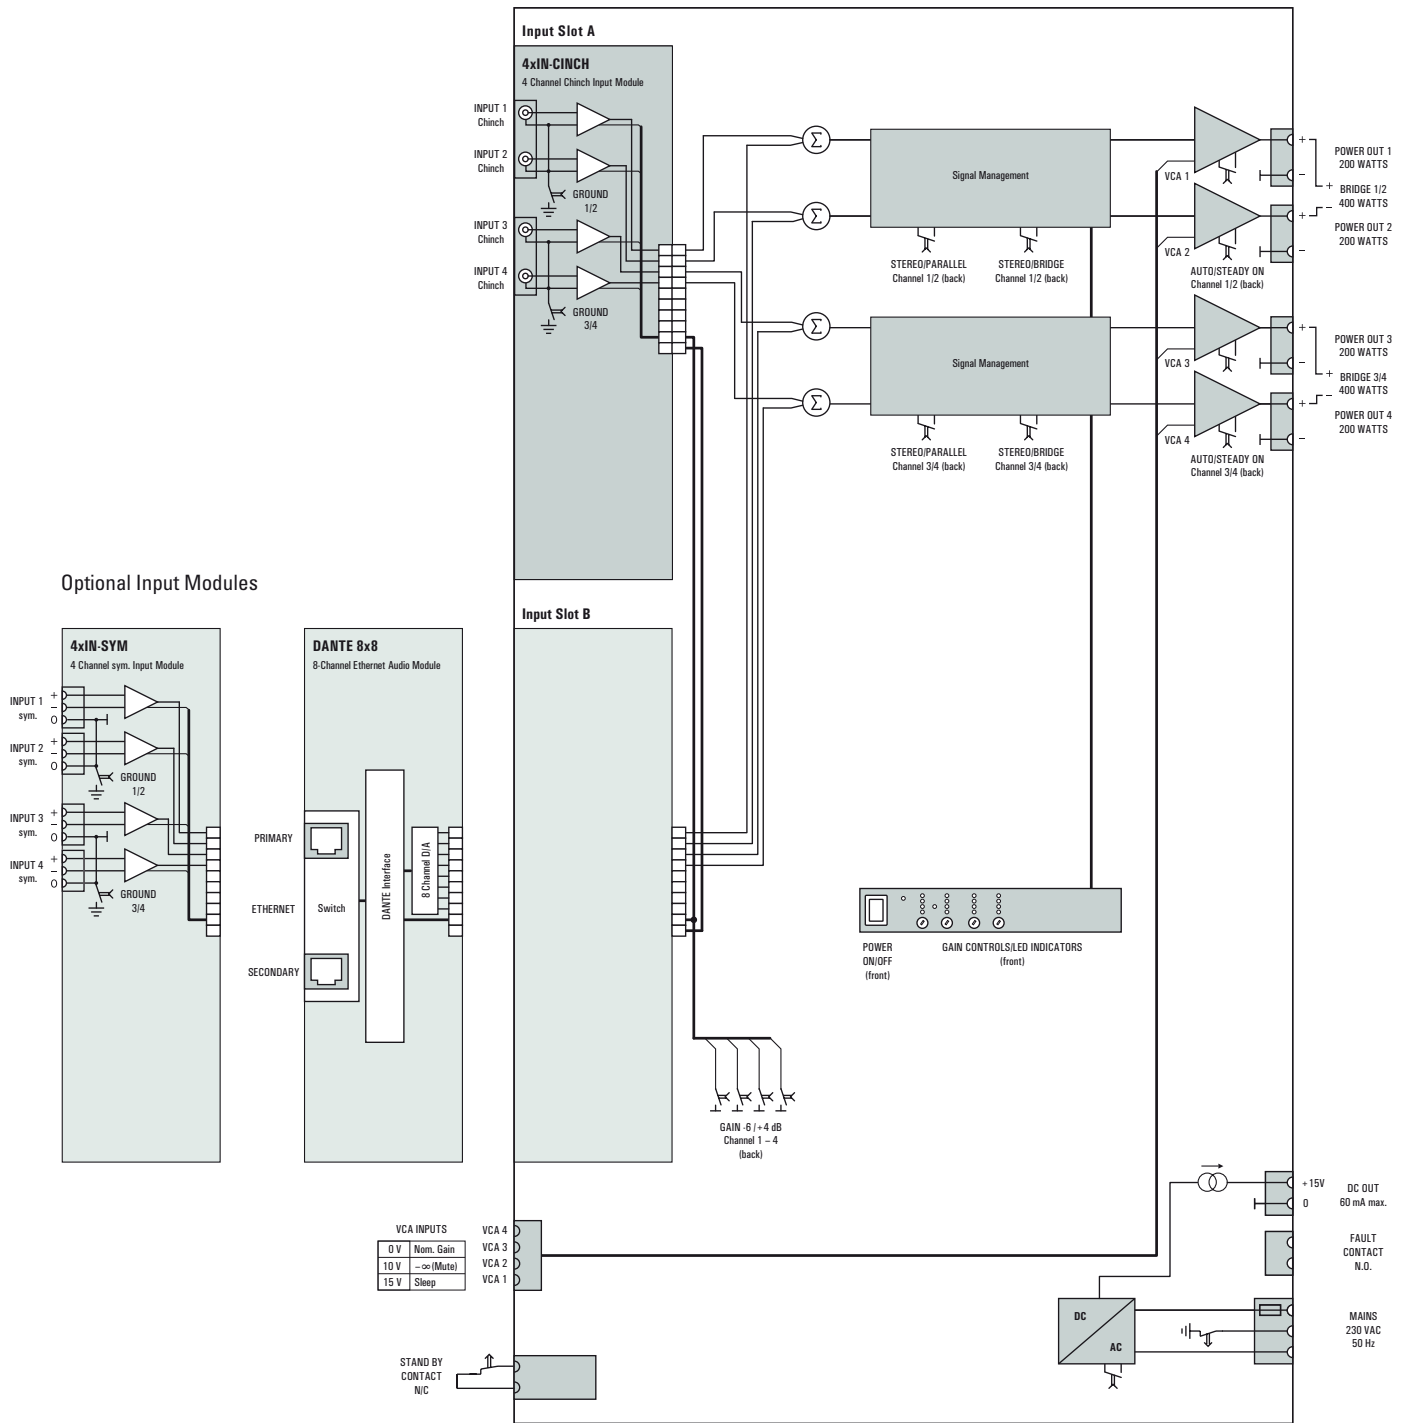 Input Slot A
4xIN-CINCH
4 Channel Chinch Input Module
INPUT 1
Chinch
INPUT 2
Chinch
GROUND
1/2
INPUT 3
Chinch
INPUT 4
Chinch
GROUND
3/4
Σ
Σ
Σ
Σ
Signal Management
STEREO/PARALLEL
Channel 1/2 (back)
STEREO/BRIDGE
Channel 1/2 (back)
Signal Management
STEREO/PARALLEL
Channel 3/4 (back)
STEREO/BRIDGE
Channel 3/4 (back)
VCA 1
VCA 2
AUTO/STEADY ON
Channel 1/2 (back)
VCA 3
VCA 4
AUTO/STEADY ON
Channel 3/4 (back)
+
−
+
−
+
−
+
−
POWER OUT 1
200 WATTS
+ BRIDGE 1/2
− 400 WATTS
POWER OUT 2
200 WATTS
POWER OUT 3
200 WATTS
+ BRIDGE 3/4
− 400 WATTS
POWER OUT 4
200 WATTS
Optional Input Modules
4xIN-SYM
4 Channel sym. Input Module
INPUT 1
sym.
+
−
0
INPUT 2
sym.
+
−
0
GROUND
1/2
INPUT 3
sym.
+
−
0
INPUT 4
sym.
+
−
0
GROUND
3/4
DANTE 8x8
8-Channel Ethernet Audio Module
PRIMARY
ETHERNET
SECONDARY
Switch
DANTE Interface
8 Channel D/A
Input Slot B
POWER
ON/OFF
(front)
GAIN CONTROLS/LED INDICATORS
(front)
GAIN -6 /+4 dB
Channel 1 – 4
(back)
VCA INPUTS
0 V Nom. Gain
10 V −∞(Mute)
15 V Sleep
VCA 4
VCA 3
VCA 2
VCA 1
STAND BY
CONTACT
N/C
DC
AC
+15V
0
DC OUT
60 mA max.
FAULT
CONTACT
N.O.
MAINS
230 VAC
50 Hz